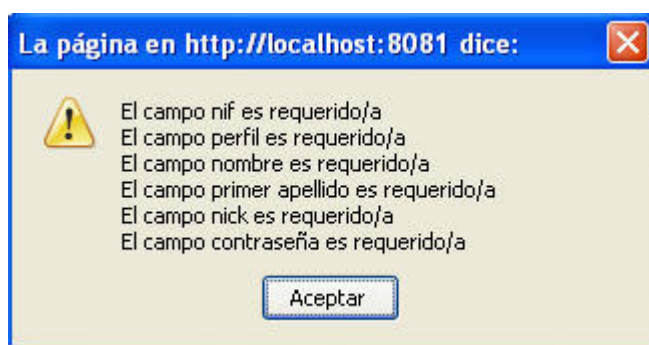 La página en http://localhost:8081 dice:
El campo nif es requerido/a
El campo perfil es requerido/a
El campo nombre es requerido/a
El campo primer apellido es requerido/a
El campo nick es requerido/a
El campo contraseña es requerido/a
Aceptar